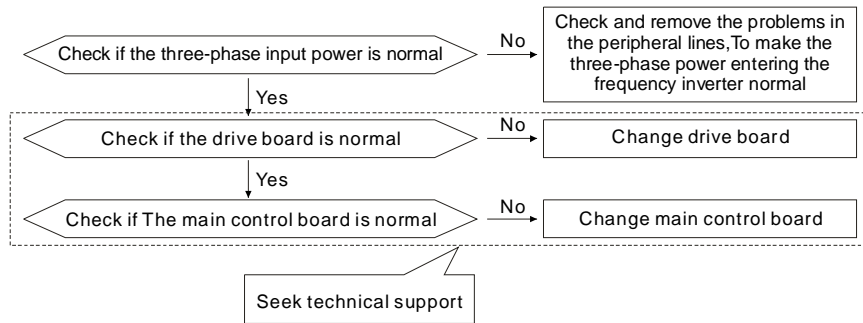 Check if the three-phase input power is normal
No
Check and remove the problems in
the peripheral lines,To make the
three-phase power entering the
frequency inverter normal
Yes
Check if the drive board is normal
No
Change drive board
Yes
Check if The main control board is normal
No
Change main control board
Seek technical support